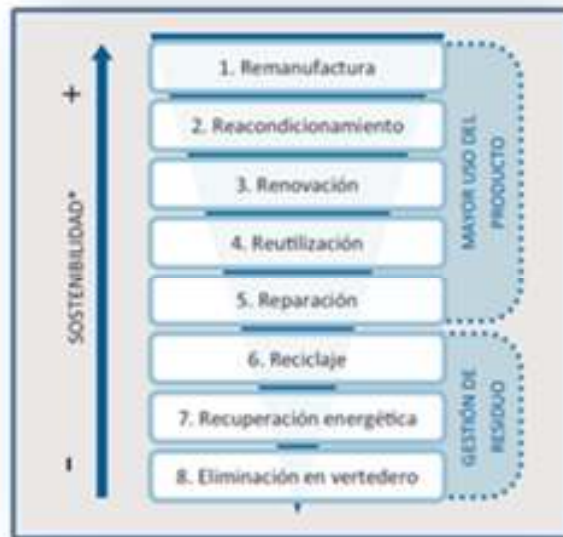 +
SOSTENIBILIDAD*
-
1. Remanufactura
2. Reacondicionamiento
3. Renovación
4. Reutilización
5. Reparación
6. Reciclaje
7. Recuperación energética
8. Eliminación en vertedero
MAYOR USO DEL
PRODUCTO
GESTIÓN DE
RESIDUO